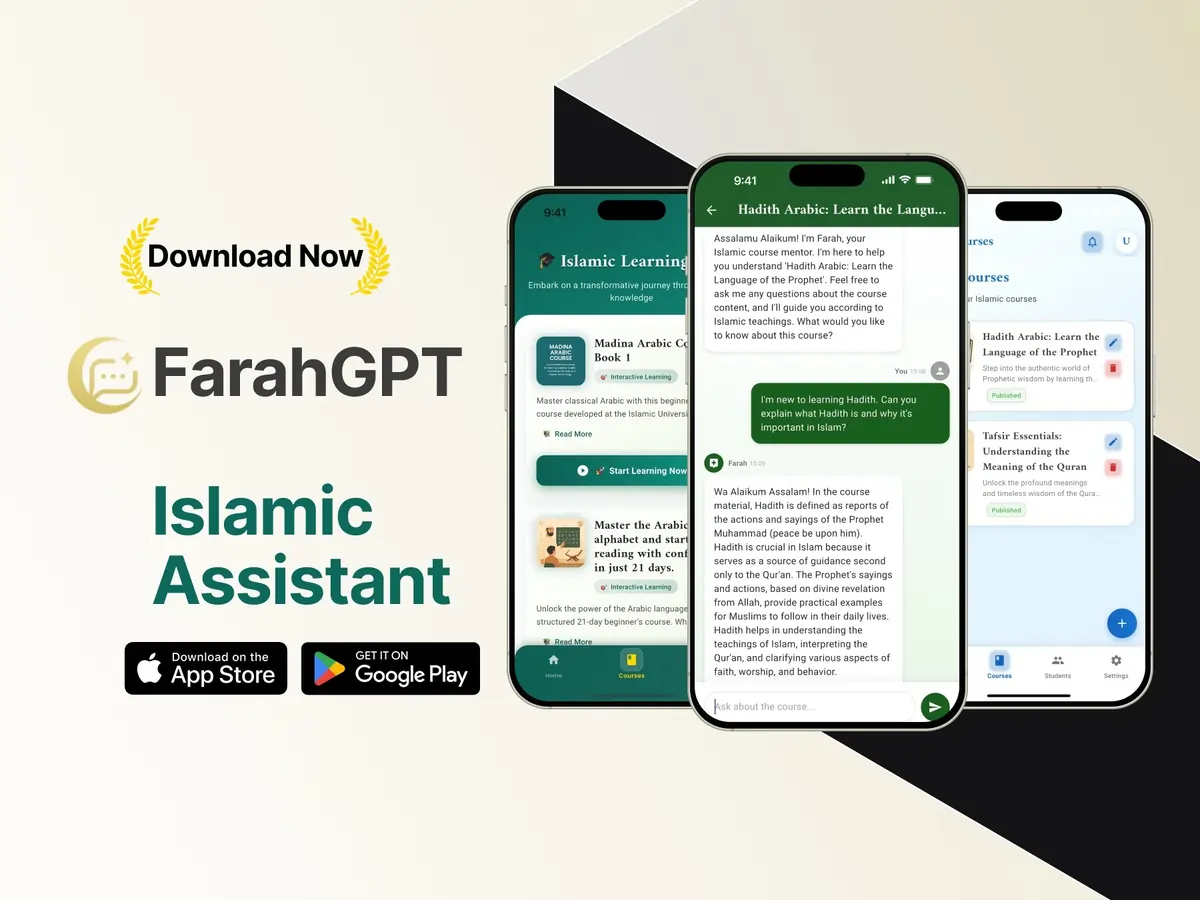 Download Now
FarahGPT
Islamic
Assistant
Download on the
App Store
GET IT ON
Google Play
9:41
🎓 Islamic Learning
Embark on a transformative journey
knowledge
MADINA
ARABIC
COURSE
Madina Arabic
Book 1
Interactive Learning
Master classical Arabic with this
course developed at the Islamic
Read More
🚀 Start Learning Now
Master the Arabic
alphabet and start
reading with
in just 21 days.
Interactive Learning
Unlock the power of the Arabic
structured 21-day beginner's course.
Read More
Home
Courses
9:41
Hadith Arabic: Learn the Langu...
Assalamu Alaikum! I'm Farah, your
Islamic course mentor. I'm here to help
you understand 'Hadith Arabic: Learn the
Language of the Prophet'. Feel free to
ask me any questions about the course
content, and I'll guide you according to
Islamic teachings. What would you like
to know about this course?
You 15:08
I'm new to learning Hadith. Can you
explain what Hadith is and why it's
important in Islam?
Farah 15:09
Wa Alaikum Assalam! In the course
material, Hadith is defined as reports of
the actions and sayings of the Prophet
Muhammad (peace be upon him).
Hadith is crucial in Islam because it
serves as a source of guidance second
only to the Qur'an. The Prophet's sayings
and actions, based on divine revelation
from Allah, provide practical examples
for Muslims to follow in their daily lives.
Hadith helps in understanding the
teachings of Islam, interpreting the
Qur'an, and clarifying various aspects of
faith, worship, and behavior.
Ask about the course...
U
Islamic courses
Hadith Arabic: Learn the
Language of the Prophet
Step into the authentic world of
Prophetic wisdom by learning th...
Published
Tafsir Essentials:
Understanding the
Meaning of the Quran
Unlock the profound meanings
and timeless wisdom of the Qura...
Published
+
Courses
Students
Settings